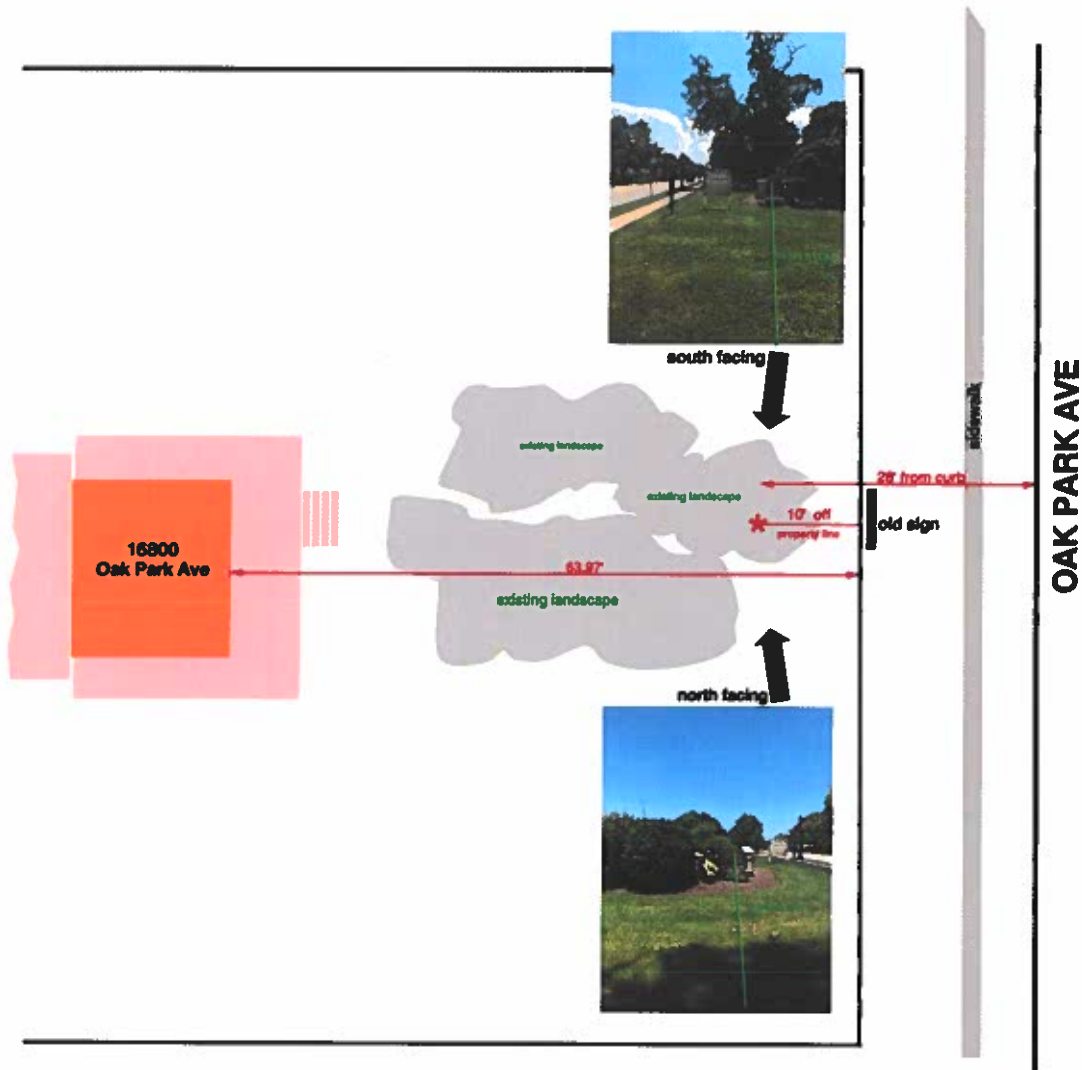 south facing
sidewalk
OAK PARK AVE
existing landscape
existing landscape
26' from curb
10' off
property line
old sign
16800
Oak Park Ave
63.97'
existing landscape
north facing